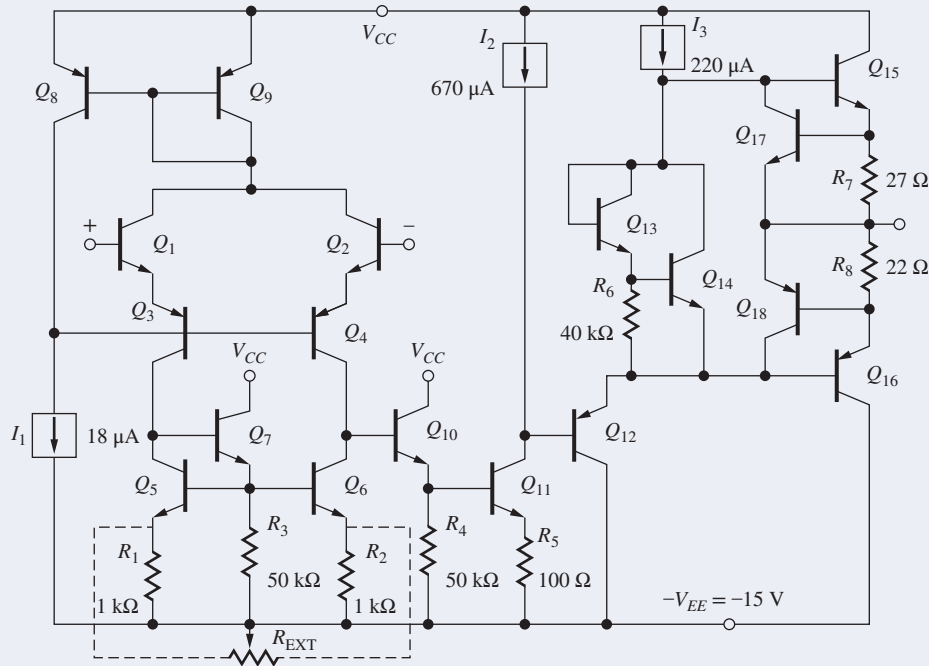 V_CC
I_2
I_3
Q_8
Q_9
670 µA
220 µA
Q_15
Q_17
R_7
27 Ω
+
Q_1
Q_2
−
Q_13
R_6
Q_14
R_8
22 Ω
Q_3
Q_4
40 kΩ
Q_18
V_CC
V_CC
Q_16
I_1
18 µA
Q_7
Q_10
Q_12
Q_5
Q_6
Q_11
R_1
R_3
R_2
R_4
R_5
50 kΩ
50 kΩ
100 Ω
1 kΩ
1 kΩ
−V_EE = −15 V
R_EXT